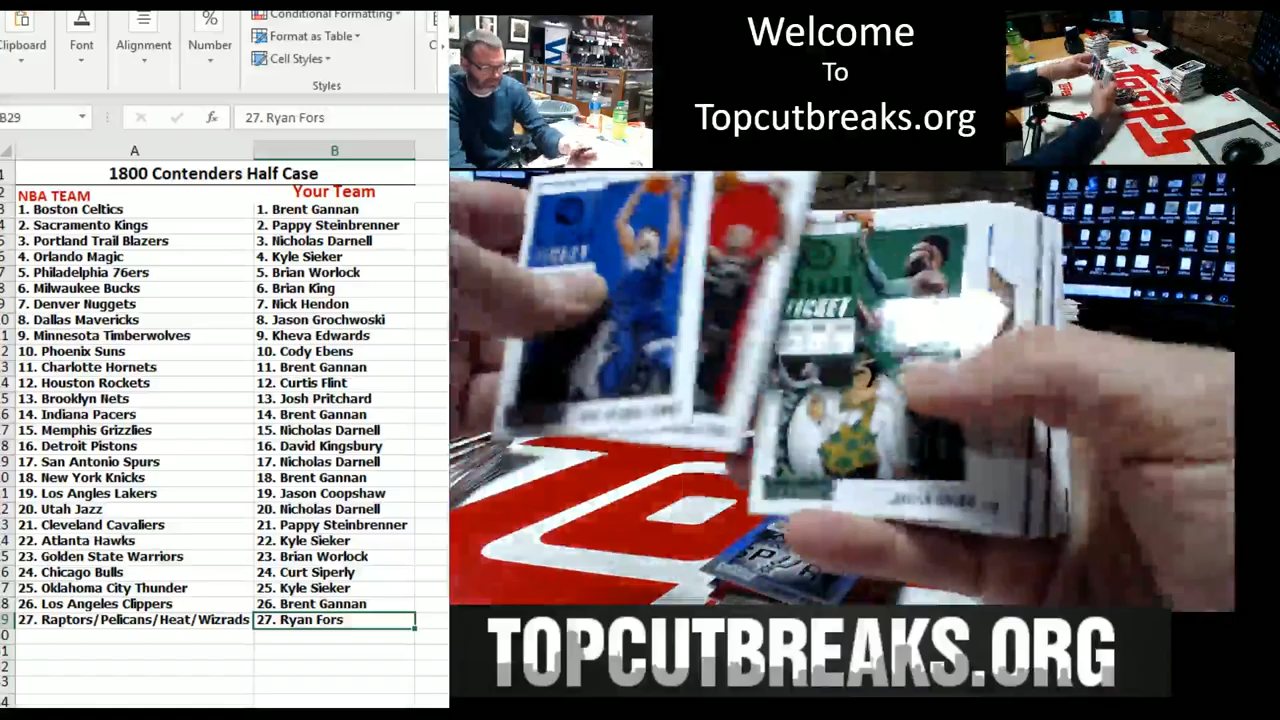 Clipboard
Font
Alignment
Number
Conditional Formatting
Format as Table
Cell Styles
Styles
B29
fx
27. Ryan Fors
A
B
1800 Contenders Half Case
NBA TEAM
Your Team
1. Boston Celtics 1. Brent Gannan
2. Sacramento Kings 2. Pappy Steinbrenner
3. Portland Trail Blazers 3. Nicholas Darnell
4. Orlando Magic 4. Kyle Sieker
5. Philadelphia 76ers 5. Brian Worlock
6. Milwaukee Bucks 6. Brian King
7. Denver Nuggets 7. Nick Hendon
8. Dallas Mavericks 8. Jason Grochwoski
9. Minnesota Timberwolves 9. Kheva Edwards
10. Phoenix Suns 10. Cody Ebens
11. Charlotte Hornets 11. Brent Gannan
12. Houston Rockets 12. Curtis Flint
13. Brooklyn Nets 13. Josh Pritchard
14. Indiana Pacers 14. Brent Gannan
15. Memphis Grizzlies 15. Nicholas Darnell
16. Detroit Pistons 16. David Kingsbury
17. San Antonio Spurs 17. Nicholas Darnell
18. New York Knicks 18. Brent Gannan
19. Los Angles Lakers 19. Jason Coopshaw
20. Utah Jazz 20. Nicholas Darnell
21. Cleveland Cavaliers 21. Pappy Steinbrenner
22. Atlanta Hawks 22. Kyle Sieker
23. Golden State Warriors 23. Brian Worlock
24. Chicago Bulls 24. Curt Siperly
25. Oklahoma City Thunder 25. Kyle Sieker
26. Los Angeles Clippers 26. Brent Gannan
27. Raptors/Pelicans/Heat/Wizrads 27. Ryan Fors
Welcome
To
Topcutbreaks.org
topps
TICKET
SPUR
TOPCUTBREAKS.ORG